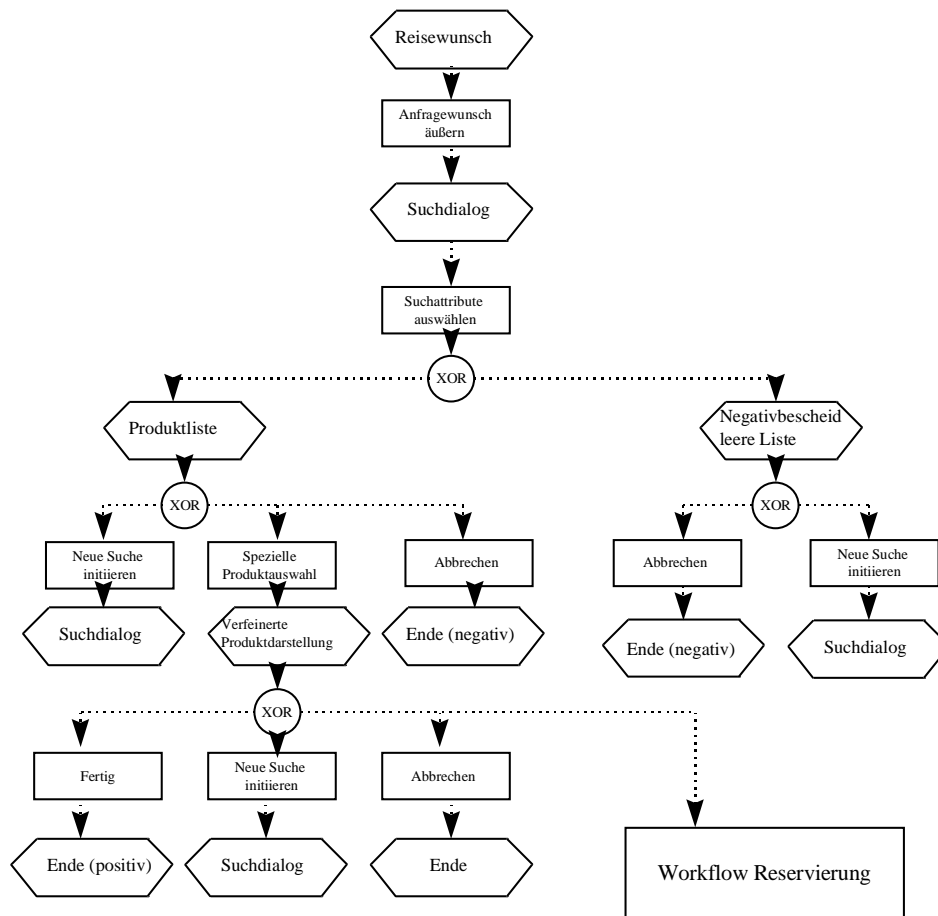 Reisewunsch
Anfragewunsch
äußern
Suchdialog
Suchattribute
auswählen
XOR
Produktliste
Negativbescheid
leere Liste
XOR
XOR
Neue Suche
initiieren
Spezielle
Produktauswahl
Abbrechen
Abbrechen
Neue Suche
initiieren
Suchdialog
Verfeinerte
Produktdarstellung
Ende (negativ)
Ende (negativ)
Suchdialog
XOR
Fertig
Neue Suche
initiieren
Abbrechen
Ende (positiv)
Suchdialog
Ende
Workflow Reservierung